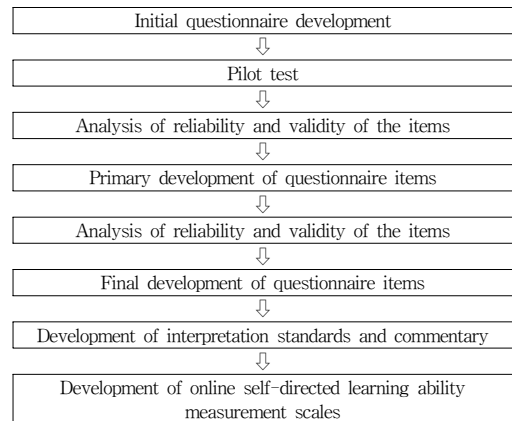 Initial questionnaire development
⇩
Pilot test
⇩
Analysis of reliability and validity of the items
⇩
Primary development of questionnaire items
⇩
Analysis of reliability and validity of the items
⇩
Final development of questionnaire items
⇩
Development of interpretation standards and commentary
⇩
Development of online self-directed learning ability
measurement scales